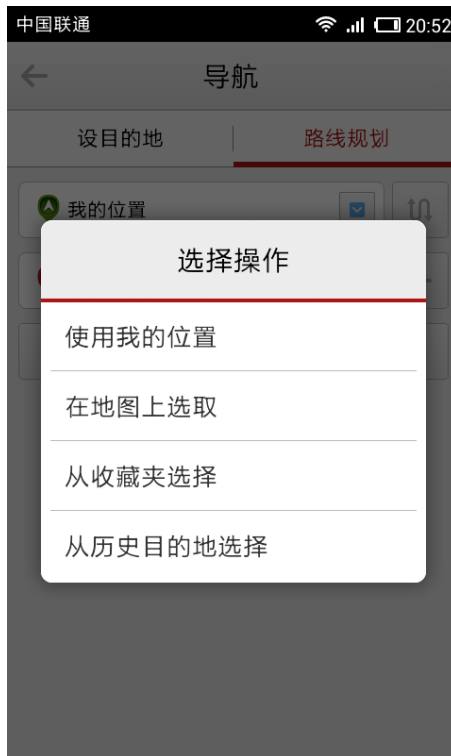 中国联通 20:52
导航
设目的地 路线规划
我的位置
选择操作
使用我的位置
在地图上选取
从收藏夹选择
从历史目的地选择